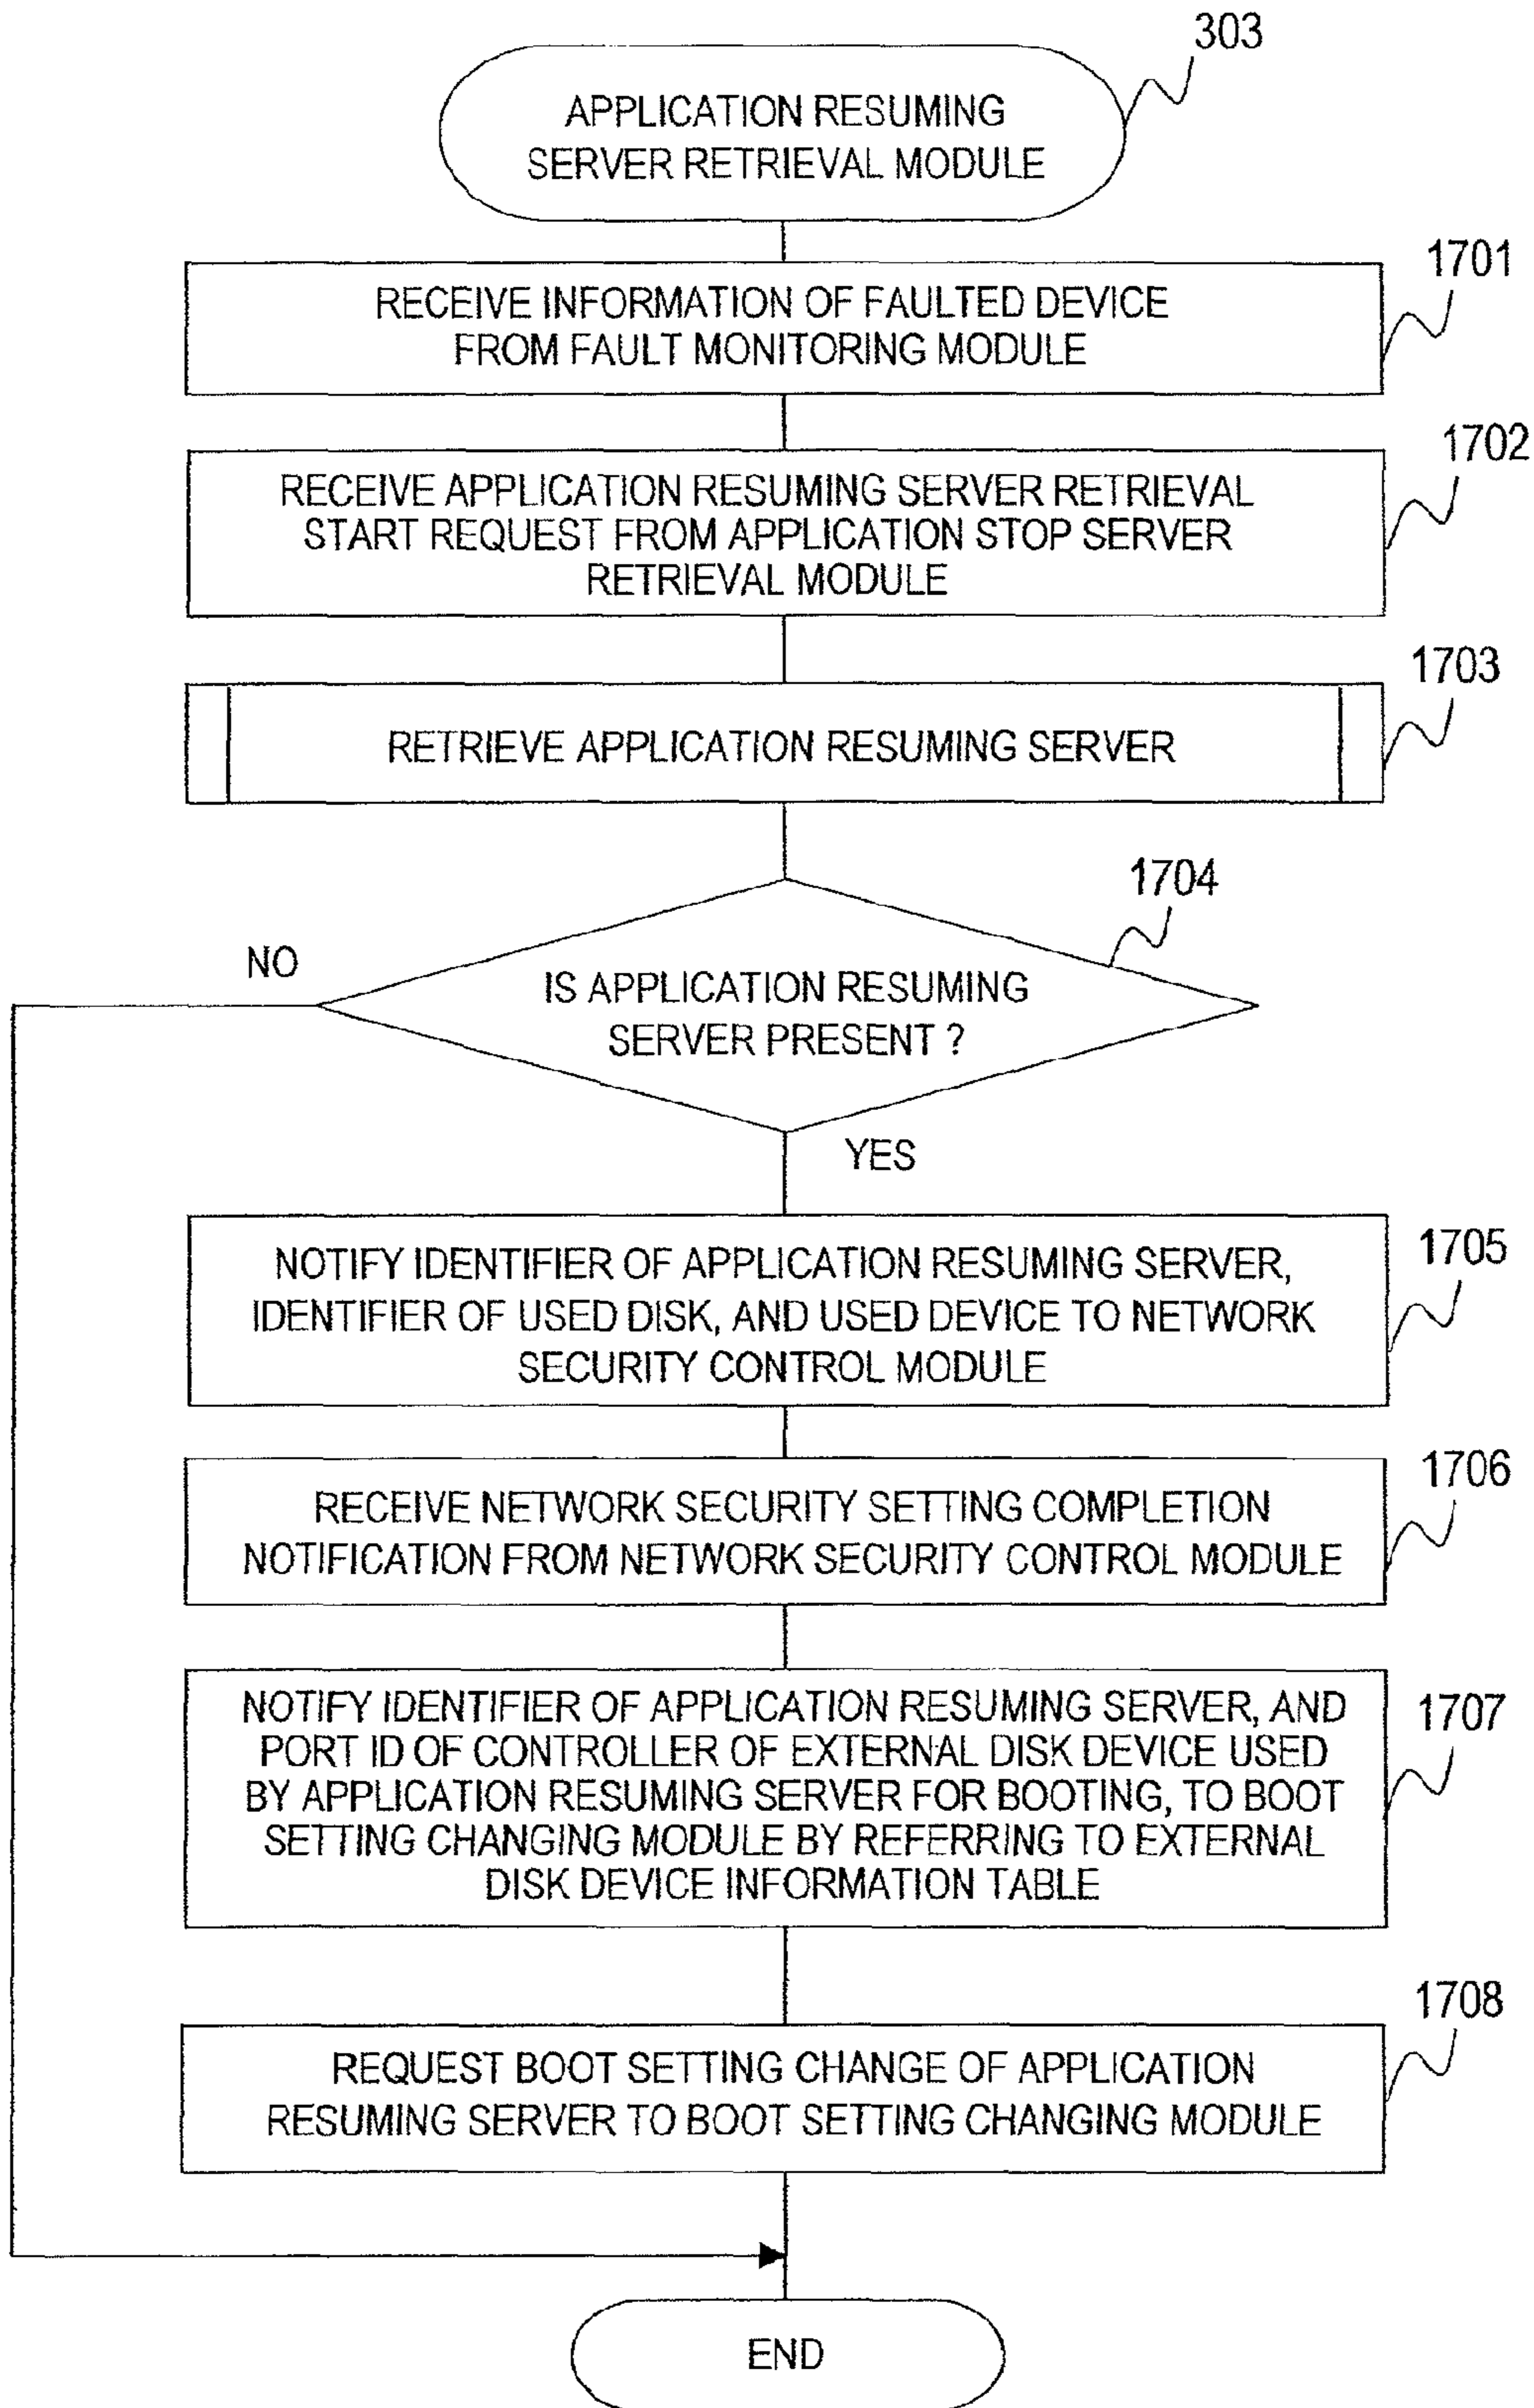 303
APPLICATION RESUMING
SERVER RETRIEVAL MODULE
1701
RECEIVE INFORMATION OF FAULTED DEVICE
FROM FAULT MONITORING MODULE
1702
RECEIVE APPLICATION RESUMING SERVER RETRIEVAL
START REQUEST FROM APPLICATION STOP SERVER
RETRIEVAL MODULE
1703
RETRIEVE APPLICATION RESUMING SERVER
1704
NO
IS APPLICATION RESUMING
SERVER PRESENT ?
YES
1705
NOTIFY IDENTIFIER OF APPLICATION RESUMING SERVER,
IDENTIFIER OF USED DISK, AND USED DEVICE TO NETWORK
SECURITY CONTROL MODULE
1706
RECEIVE NETWORK SECURITY SETTING COMPLETION
NOTIFICATION FROM NETWORK SECURITY CONTROL MODULE
1707
NOTIFY IDENTIFIER OF APPLICATION RESUMING SERVER, AND
PORT ID OF CONTROLLER OF EXTERNAL DISK DEVICE USED
BY APPLICATION RESUMING SERVER FOR BOOTING, TO BOOT
SETTING CHANGING MODULE BY REFERRING TO EXTERNAL
DISK DEVICE INFORMATION TABLE
1708
REQUEST BOOT SETTING CHANGE OF APPLICATION
RESUMING SERVER TO BOOT SETTING CHANGING MODULE
END